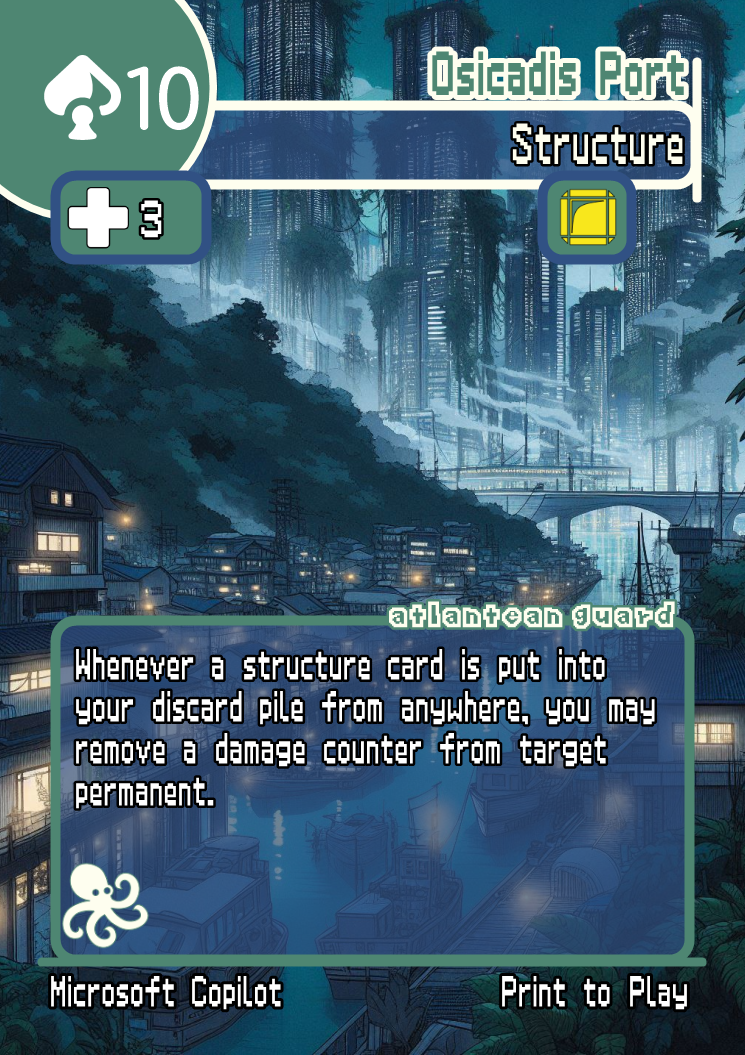 10
Osicadis Port
Structure
3
atlantean guard
Whenever a structure card is put into
your discard pile from anywhere, you may
remove a damage counter from target
permanent.
Microsoft Copilot
Print to Play